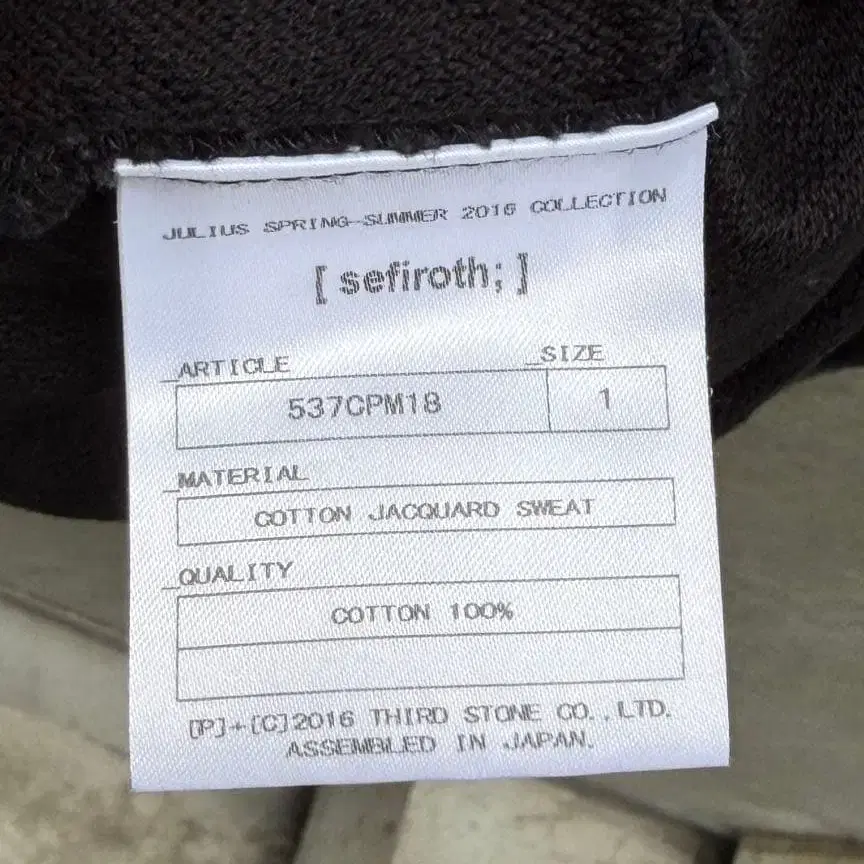 JULIUS SPRING-SUMMER 2016 COLLECTION
[ sefiroth; ]
_ARTICLE _SIZE
537CPM18 1
_MATERIAL
COTTON JACQUARD SWEAT
_QUALITY
COTTON 100%
[P]+[C]2016 THIRD STONE CO.,LTD.
ASSEMBLED IN JAPAN.